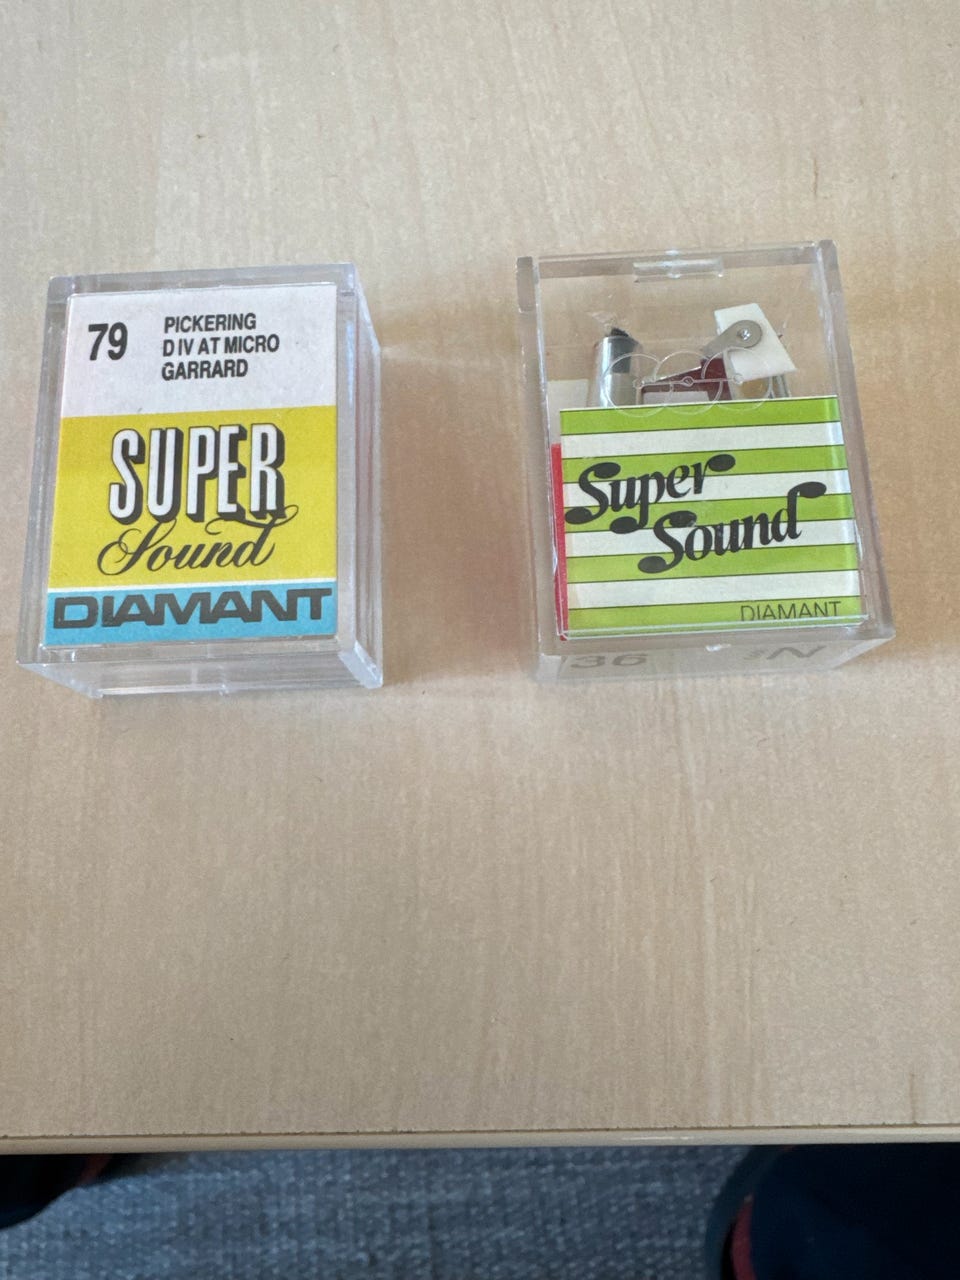 79
PICKERING
D IV AT MICRO
GARRARD
SUPER
Sound
DIAMANT
Super
Sound
DIAMANT
36